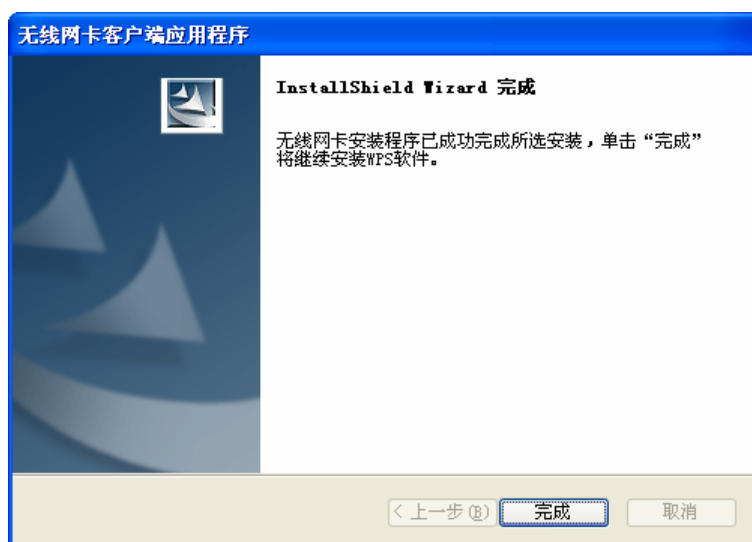 无线网卡客户端应用程序
InstallShield Wizard 完成
无线网卡安装程序已成功完成所选安装，单击“完成”
将继续安装WPS软件。
< 上一步(B) 完成 取消